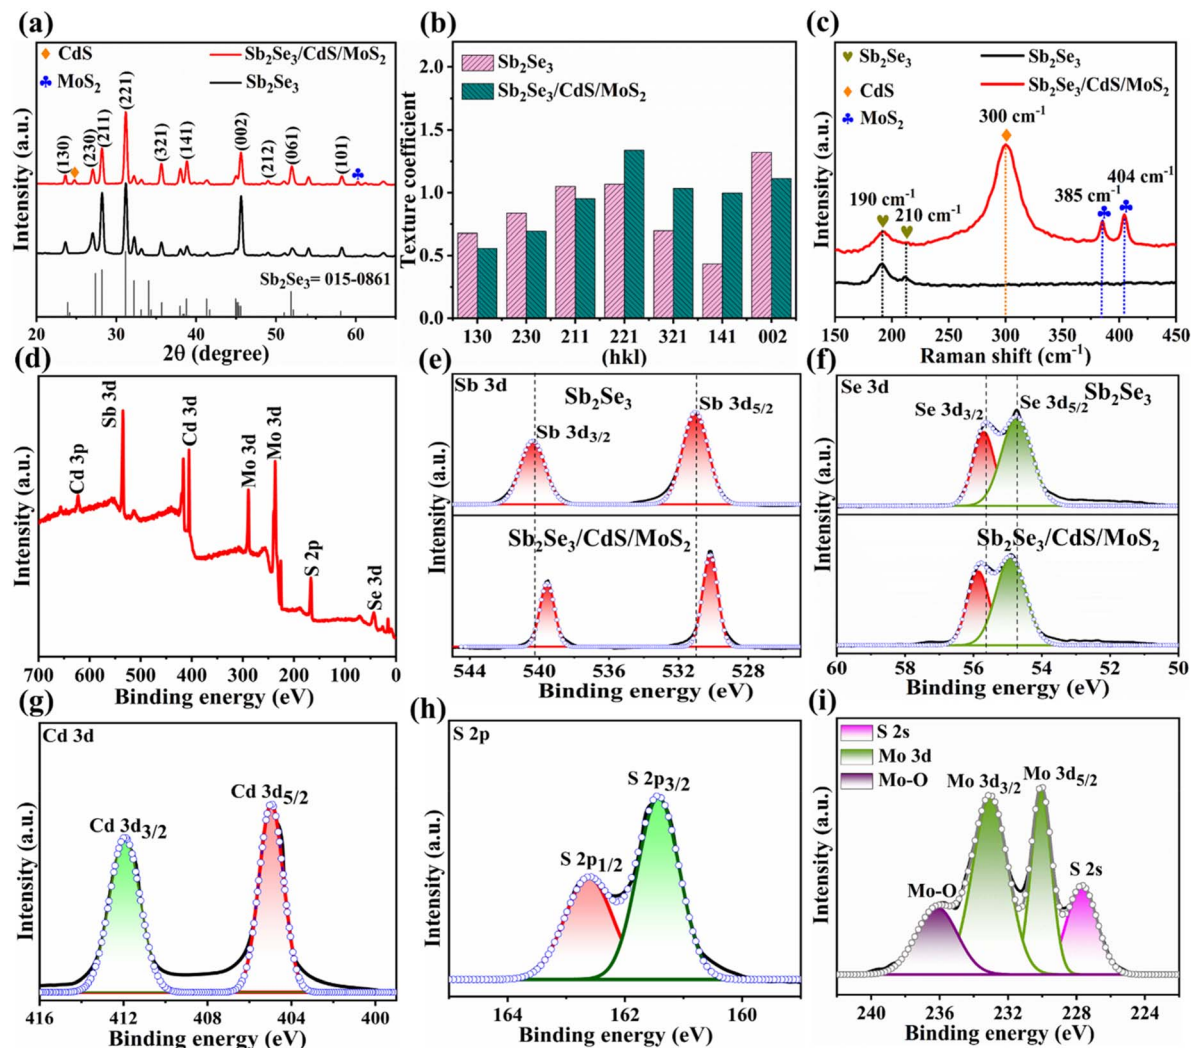 (a)
CdS
MoS₂
Sb₂Se₃/CdS/MoS₂
Sb₂Se₃
(130)
(230)
(211)
(221)
(321)
(141)
(002)
(212)
(061)
(101)
Sb₂Se₃= 015-0861
Intensity (a.u.)
20 30 40 50 60
2θ (degree)
(b)
Sb₂Se₃
Sb₂Se₃/CdS/MoS₂
Texture coefficient
2.0
1.5
1.0
0.5
0.0
130 230 211 221 321 141 002
(hkl)
(c)
Sb₂Se₃
CdS
MoS₂
Sb₂Se₃
Sb₂Se₃/CdS/MoS₂
300 cm⁻¹
190 cm⁻¹
210 cm⁻¹
385 cm⁻¹
404 cm⁻¹
Intensity (a.u.)
150 200 250 300 350 400 450
Raman shift (cm⁻¹)
(d)
Cd 3p
Sb 3d
Cd 3d
Mo 3d
Mo 3d
S 2p
Se 3d
Intensity (a.u.)
700 600 500 400 300 200 100 0
Binding energy (eV)
(e)
Sb 3d
Sb₂Se₃
Sb 3d₃/₂
Sb 3d₅/₂
Sb₂Se₃/CdS/MoS₂
Intensity (a.u.)
544 540 536 532 528
Binding energy (eV)
(f)
Se 3d
Se 3d₃/₂
Se 3d₅/₂
Sb₂Se₃
Sb₂Se₃/CdS/MoS₂
Intensity (a.u.)
60 58 56 54 52 50
Binding energy (eV)
(g)
Cd 3d
Cd 3d₃/₂
Cd 3d₅/₂
Intensity (a.u.)
416 412 408 404 400
Binding energy (eV)
(h)
S 2p
S 2p₁/₂
S 2p₃/₂
Intensity (a.u.)
164 162 160
Binding energy (eV)
(i)
S 2s
Mo 3d
Mo-O
Mo-O
Mo 3d₃/₂
Mo 3d₅/₂
S 2s
Intensity (a.u.)
240 236 232 228 224
Binding energy (eV)